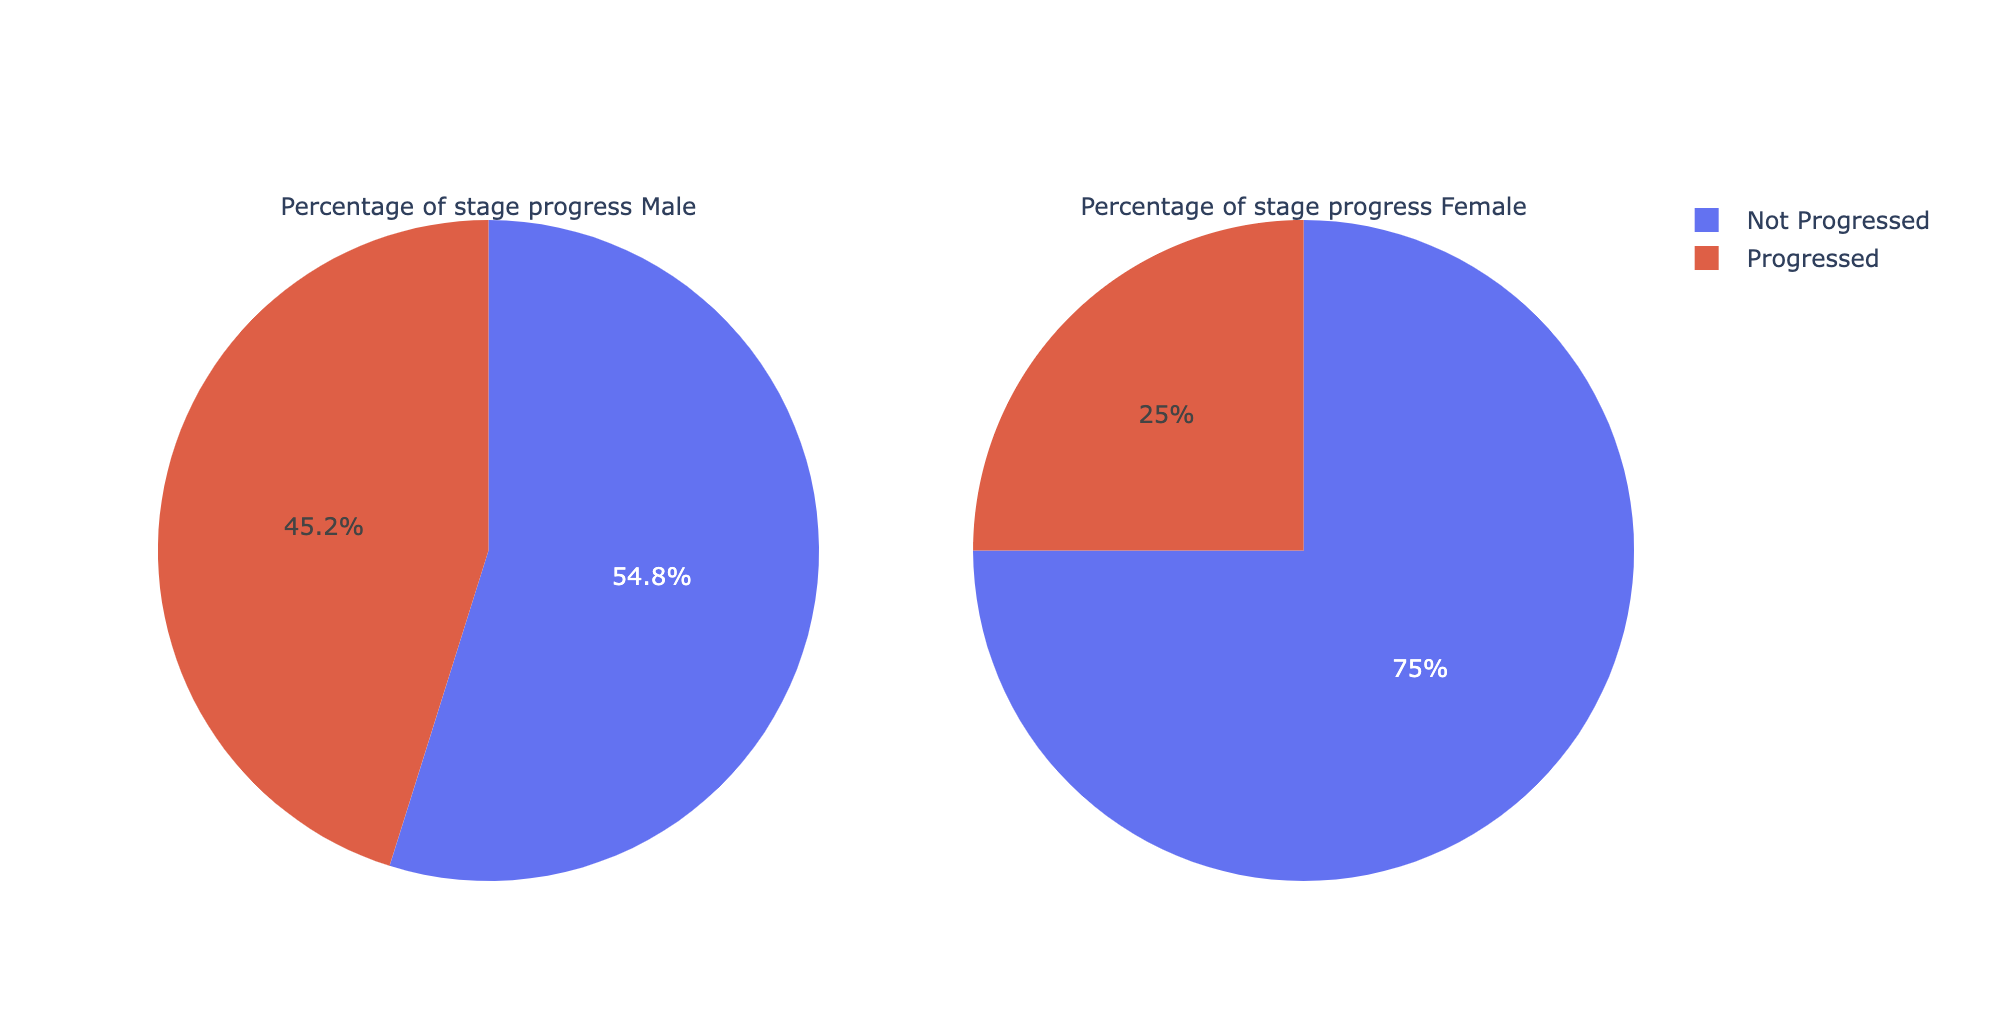 Percentage of stage progress Male
Percentage of stage progress Female
Not Progressed
Progressed
45.2%
54.8%
25%
75%